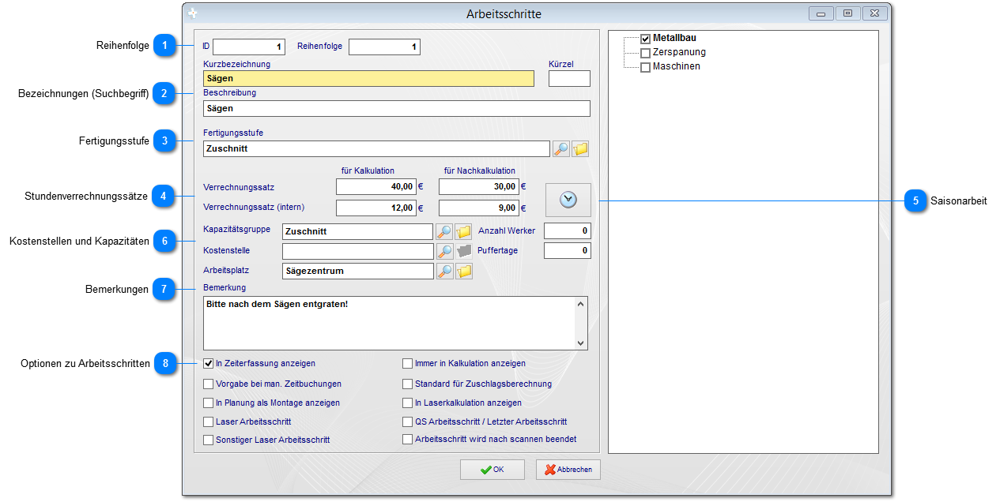 Arbeitsschritte
Reihenfolge 1
ID 1 Reihenfolge 1
Kurzbezeichnung Kürzel
Sägen
Bezeichnungen (Suchbegriff) 2
Beschreibung
Sägen
Fertigungsstufe 3
Fertigungsstufe
Zuschnitt
für Kalkulation für Nachkalkulation
Stundenverrechnungssätze 4
Verrechnungssatz 40,00 € 30,00 €
Verrechnungssatz (intern) 12,00 € 9,00 €
5 Saisonarbeit
Kostenstellen und Kapazitäten 6
Kapazitätsgruppe Zuschnitt Anzahl Werker 0
Kostenstelle Puffertage 0
Arbeitsplatz Sägezentrum
Bemerkungen 7
Bemerkung
Bitte nach dem Sägen entgraten!
Optionen zu Arbeitsschritten 8
In Zeiterfassung anzeigen Immer in Kalkulation anzeigen
Vorgabe bei man. Zeitbuchungen Standard für Zuschlagsberechnung
In Planung als Montage anzeigen In Laserkalkulation anzeigen
Laser Arbeitsschritt QS Arbeitsschritt / Letzter Arbeitsschritt
Sonstiger Laser Arbeitsschritt Arbeitsschritt wird nach scannen beendet
OK Abbrechen
Metallbau
Zerspanung
Maschinen